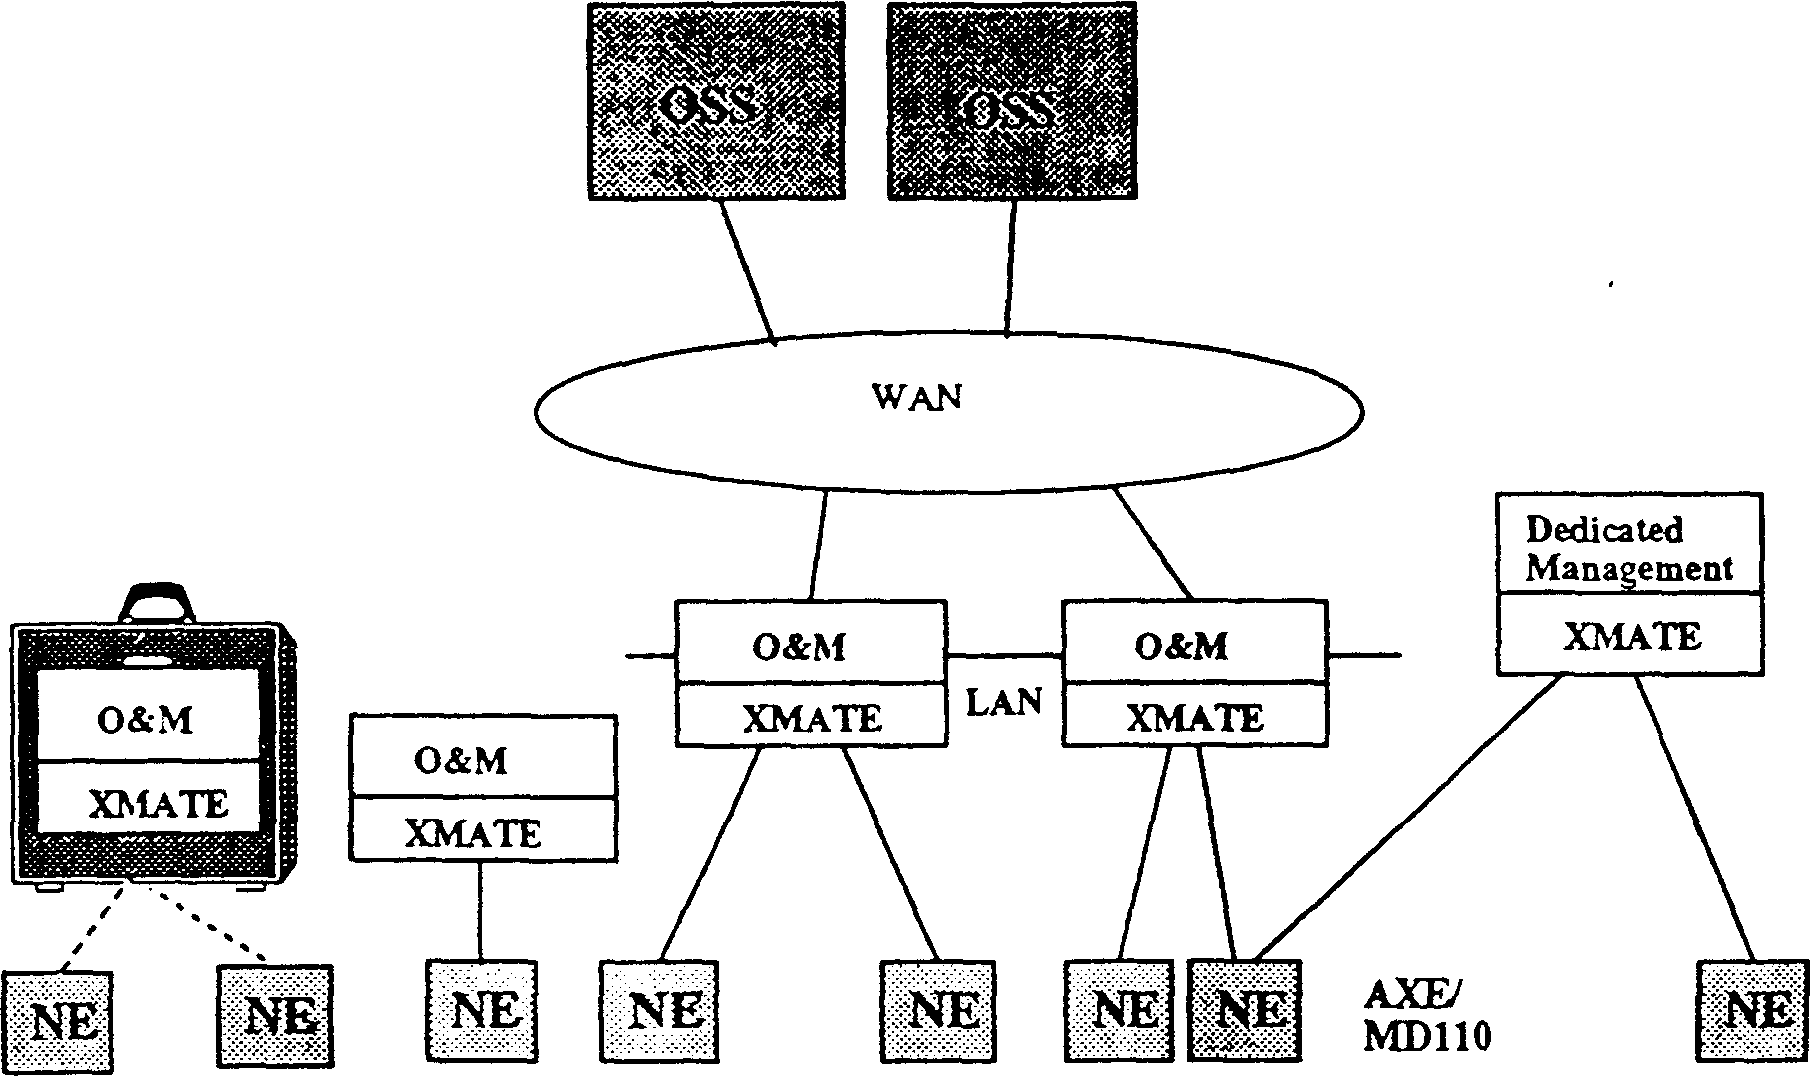 OSS
OSS
WAN
Dedicated
Management
XMATE
O&M
XMATE
LAN
O&M
XMATE
O&M
XMATE
O&M
XMATE
NE
NE
NE
NE
NE
NE
NE
AXE/
MD110
NE